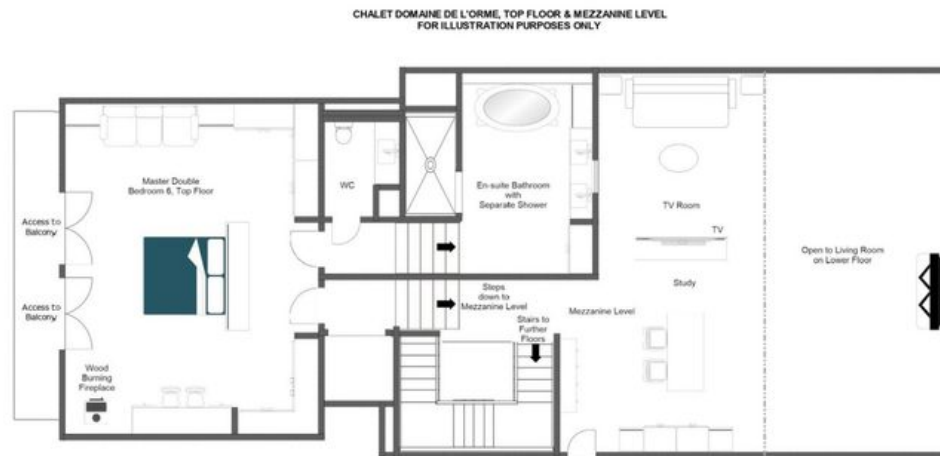 CHALET DOMAINE DE L'ORME, TOP FLOOR & MEZZANINE LEVEL
FOR ILLUSTRATION PURPOSES ONLY
Master Double
Bedroom 6, Top Floor
WC
En-suite Bathroom
with
Separate Shower
TV Room
TV
Access to
Balcony
Open to Living Room
on Lower Floor
Study
Steps
down to
Mezzanine Level
Access to
Balcony
Mezzanine Level
Stairs to
Further
Floors
Wood
Burning
Fireplace